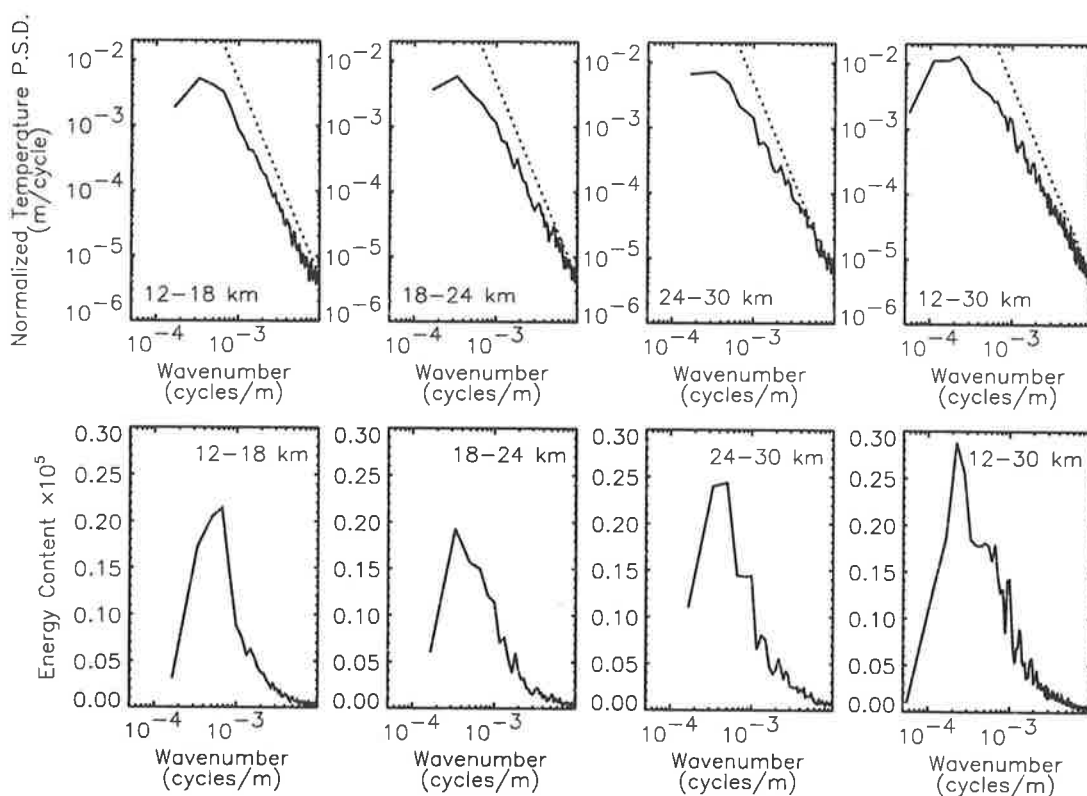 Normalized Temperature P.S.D.
(m/cycle)
10⁻² 10⁻³ 10⁻⁴ 10⁻⁵ 10⁻⁶
12−18 km
10⁻⁴ 10⁻³
Wavenumber
(cycles/m)
10⁻² 10⁻³ 10⁻⁴ 10⁻⁵ 10⁻⁶
18−24 km
10⁻⁴ 10⁻³
Wavenumber
(cycles/m)
10⁻² 10⁻³ 10⁻⁴ 10⁻⁵ 10⁻⁶
24−30 km
10⁻⁴ 10⁻³
Wavenumber
(cycles/m)
10⁻² 10⁻³ 10⁻⁴ 10⁻⁵ 10⁻⁶
12−30 km
10⁻⁴ 10⁻³
Wavenumber
(cycles/m)
Energy Content ×10⁵
0.30 0.25 0.20 0.15 0.10 0.05 0.00
12−18 km
10⁻⁴ 10⁻³
Wavenumber
(cycles/m)
0.30 0.25 0.20 0.15 0.10 0.05 0.00
18−24 km
10⁻⁴ 10⁻³
Wavenumber
(cycles/m)
0.30 0.25 0.20 0.15 0.10 0.05 0.00
24−30 km
10⁻⁴ 10⁻³
Wavenumber
(cycles/m)
0.30 0.25 0.20 0.15 0.10 0.05 0.00
12−30 km
10⁻⁴ 10⁻³
Wavenumber
(cycles/m)